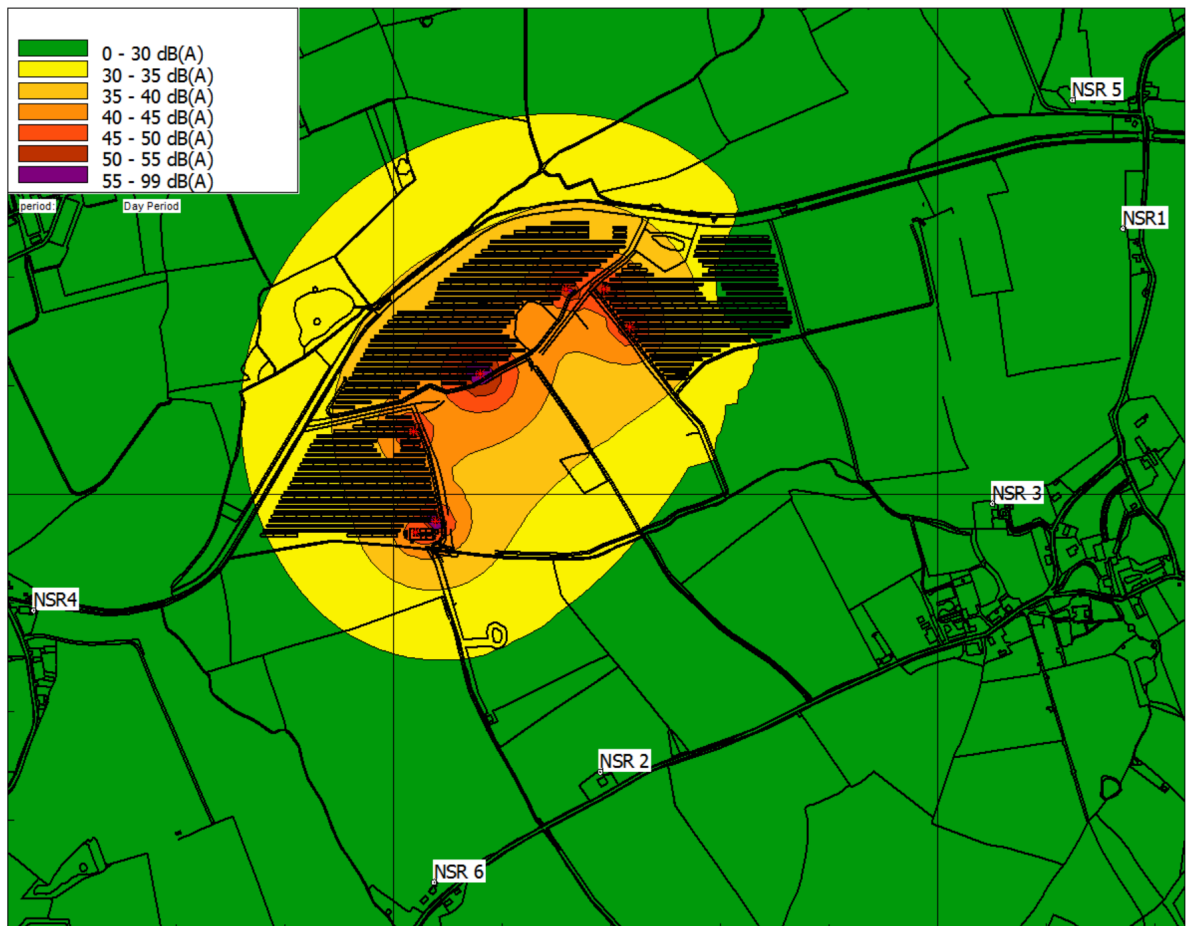 0 - 30 dB(A)
30 - 35 dB(A)
35 - 40 dB(A)
40 - 45 dB(A)
45 - 50 dB(A)
50 - 55 dB(A)
55 - 99 dB(A)
period: Day Period
NSR 5
NSR1
NSR 3
NSR4
NSR 2
NSR 6